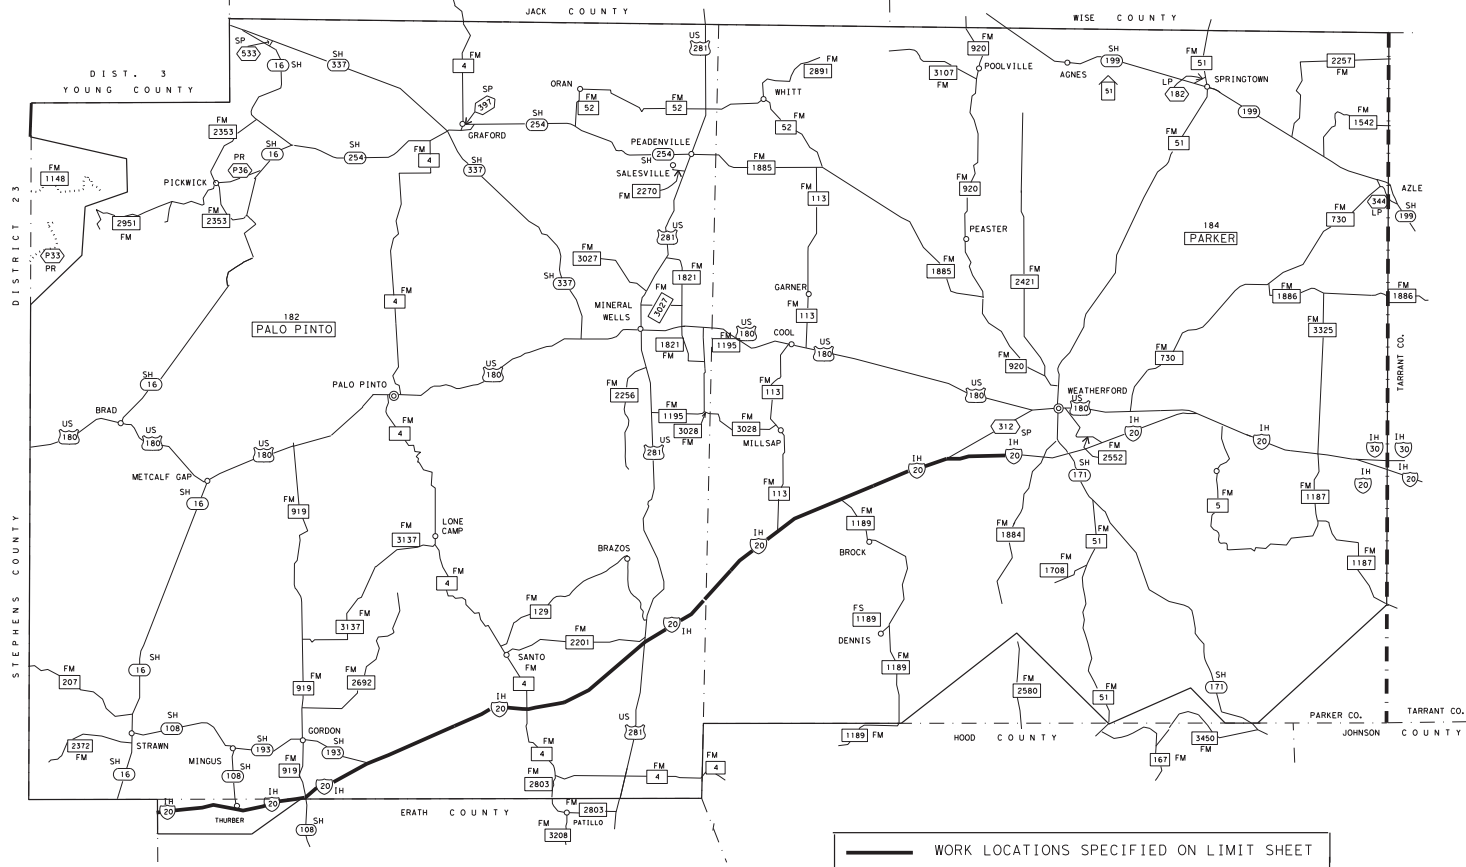 JACK COUNTY
WISE COUNTY
DIST. 3
YOUNG COUNTY
SP
533
16
SH
SH
337
FM
4
US
281
FM
2891
FM
3107
FM
FM
920
POOLVILLE
AGNES
SH
199
51
FM
51
LP
182
SPRINGTOWN
2257
FM
ORAN
FM
52
SP
397
FM
52
WHITT
FM
52
199
FM
1542
FM
2353
GRAFORD
SH
254
PEADENVILLE
254
SH
SH
16
SH
254
FM
4
SH
337
SALESVILLE
FM
2270
FM
1885
FM
51
FM
1148
PR
P36
PICKWICK
FM
2353
2951
FM
FM
113
FM
920
AZLE
344
LP
SH
199
FM
730
184
PARKER
DISTRICT 23
P33
PR
US
281
PEASTER
FM
3027
FM
1821
FM
3027
SH
337
FM
1885
FM
2421
FM
1886
FM
1886
FM
4
GARNER
FM
113
MINERAL
WELLS
182
PALO PINTO
FM
3325
1821
FM
FM
1195
US
180
COOL
US
180
FM
920
FM
730
TARRANT CO.
US
180
SH
16
PALO PINTO
FM
2256
FM
113
US
180
WEATHERFORD
US
180
BRAD
US
180
US
180
FM
4
FM
1195
3028
FM
FM
3028
MILLSAP
312
SP
IH
20
IH
20
US
180
US
281
IH
20
FM
2552
IH
30
IH
30
IH
20
IH
20
METCALF GAP
SH
16
IH
20
SH
171
FM
113
FM
5
FM
1187
FM
919
LONE
CAMP
FM
3137
FM
1189
BROCK
IH
20
FM
1884
FM
51
BRAZOS
FM
1708
FM
1187
FM
4
STEPHENS COUNTY
FM
129
FM
3137
FM
2201
20
IH
FS
1189
DENNIS
SANTO
FM
4
SH
16
FM
207
FM
919
FM
2692
FM
1189
FM
2580
FM
51
SH
171
IH
20
SH
108
GORDON
US
281
PARKER CO.
TARRANT CO.
2372
FM
STRAWN
SH
193
SH
193
1189
FM
HOOD COUNTY
3450
FM
JOHNSON COUNTY
MINGUS
SH
16
SH
108
FM
919
FM
4
167
FM
FM
4
FM
4
FM
2803
20
IH
IH
20
IH
20
THURBER
ERATH COUNTY
FM
2803
PATILLO
FM
3208
SH
108
WORK LOCATIONS SPECIFIED ON LIMIT SHEET